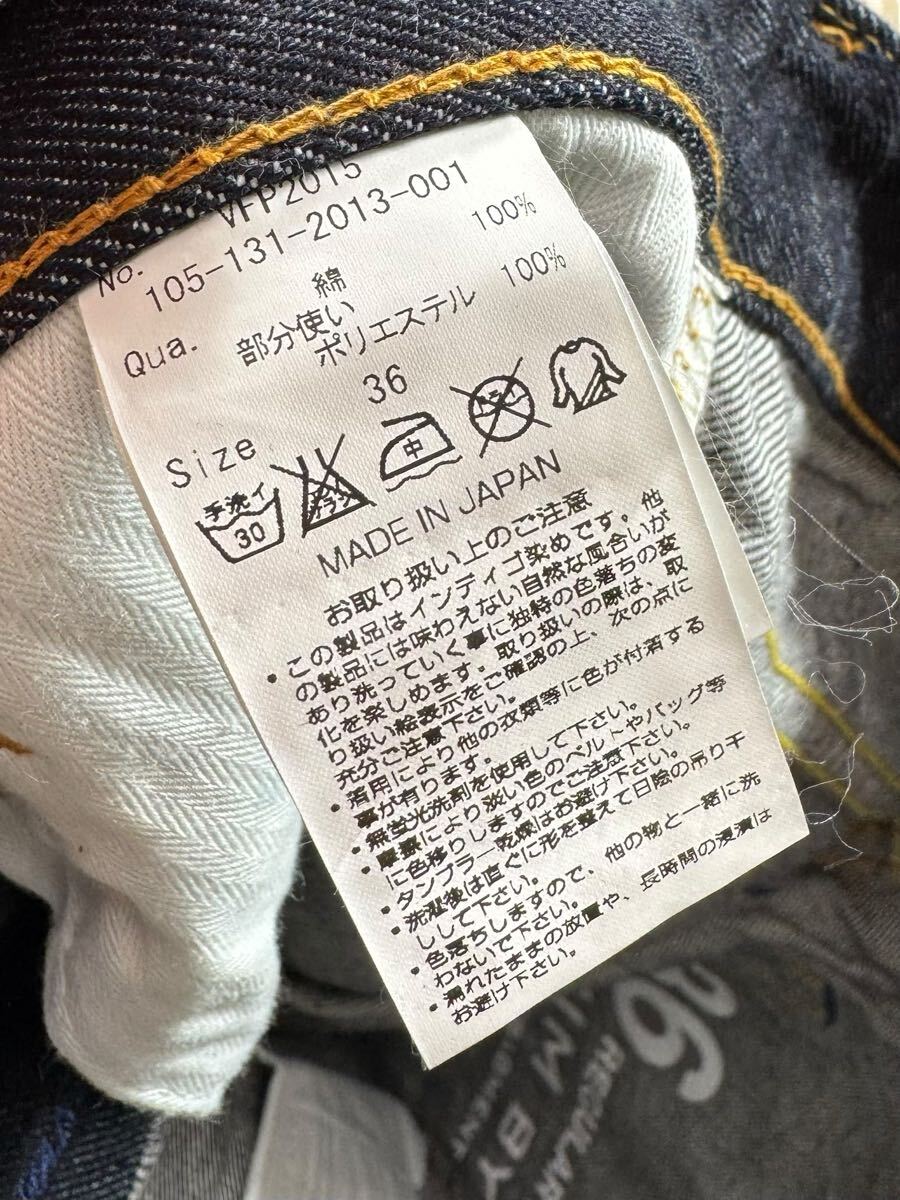 VFP2015
No. 105-131-2013-001
Qua. 綿 100%
部分使い
ポリエステル 100%
Size 36
手洗イ
30
中
MADE IN JAPAN
お取り扱い上のご注意
・この製品はインディゴ染めです。他
の製品には味わえない自然な風合いが
あり洗っていく事に独特の色落ちの変
化を楽しめます。取り扱いの際は、取
り扱い絵表示をご確認の上、次の点に
充分ご注意下さい。
・着用により他の衣類等に色が付済する
事が有ります。
・無蛍光洗剤を使用して下さい。
・摩擦により淡い色のベルトやバッグ等
に色移りしますのでご注意下さい。
・タンブラー乾燥はお避け下さい。
・洗濯後は直ぐに形を整えて日陰の吊り干
しして下さい。
・色落ちしますので、他の物と一緒に洗
わないで下さい。
・濡れたままの放置や、長時間の浸漬は
お避け下さい。
36
REGULAR
IM BY